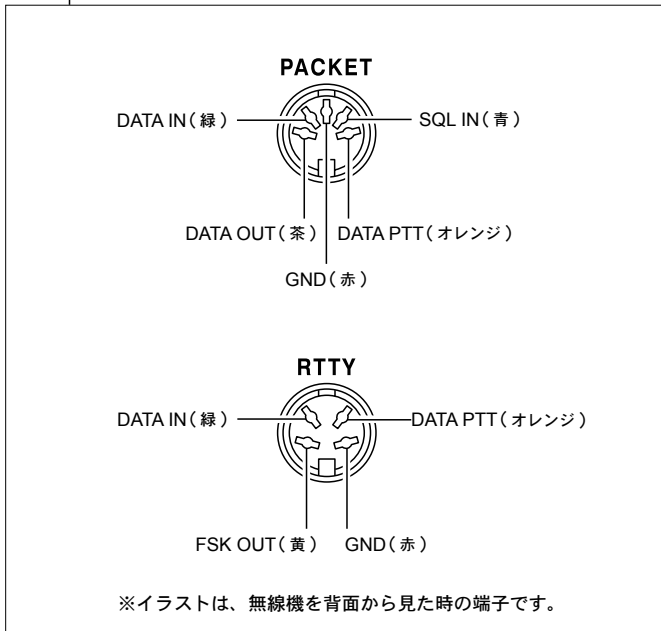 PACKET
DATA IN（緑）
SQL IN（青）
DATA OUT（茶）
DATA PTT（オレンジ）
GND（赤）
RTTY
DATA IN（緑）
DATA PTT（オレンジ）
FSK OUT（黄）
GND（赤）
※イラストは、無線機を背面から見た時の端子です。